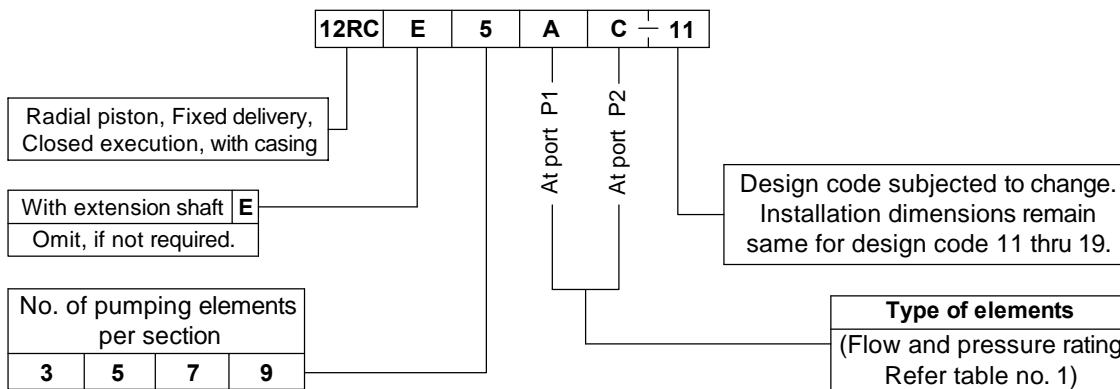 12RC E 5 A C – 11
Radial piston, Fixed delivery,
Closed execution, with casing
At port P1
At port P2
With extension shaft E
Omit, if not required.
Design code subjected to change.
Installation dimensions remain
same for design code 11 thru 19.
No. of pumping elements
per section
3 5 7 9
Type of elements
(Flow and pressure rating
Refer table no. 1)